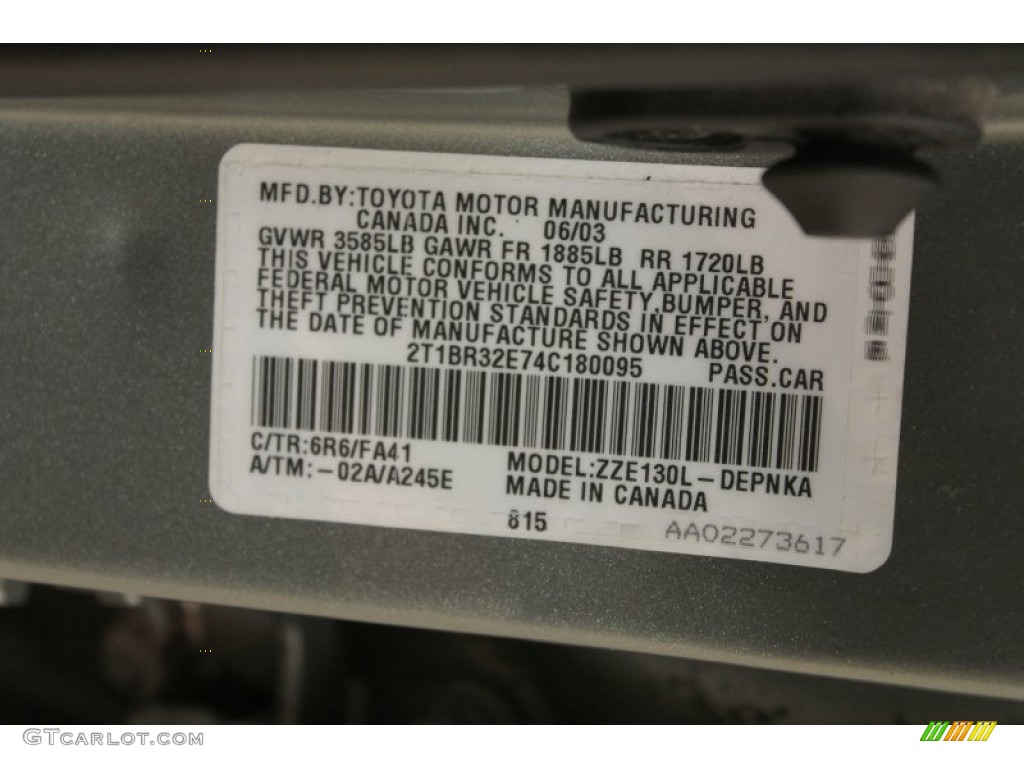 MFD.BY:TOYOTA MOTOR MANUFACTURING
CANADA INC. 06/03
GVWR 3585LB GAWR FR 1885LB RR 1720LB
THIS VEHICLE CONFORMS TO ALL APPLICABLE
FEDERAL MOTOR VEHICLE SAFETY,BUMPER, AND
THEFT PREVENTION STANDARDS IN EFFECT ON
THE DATE OF MANUFACTURE SHOWN ABOVE.
2T1BR32E74C180095 PASS.CAR
C/TR:6R6/FA41
A/TM:-02A/A245E
MODEL:ZZE130L-DEPNKA
MADE IN CANADA
815
AA02273617
GTCARLOT.COM